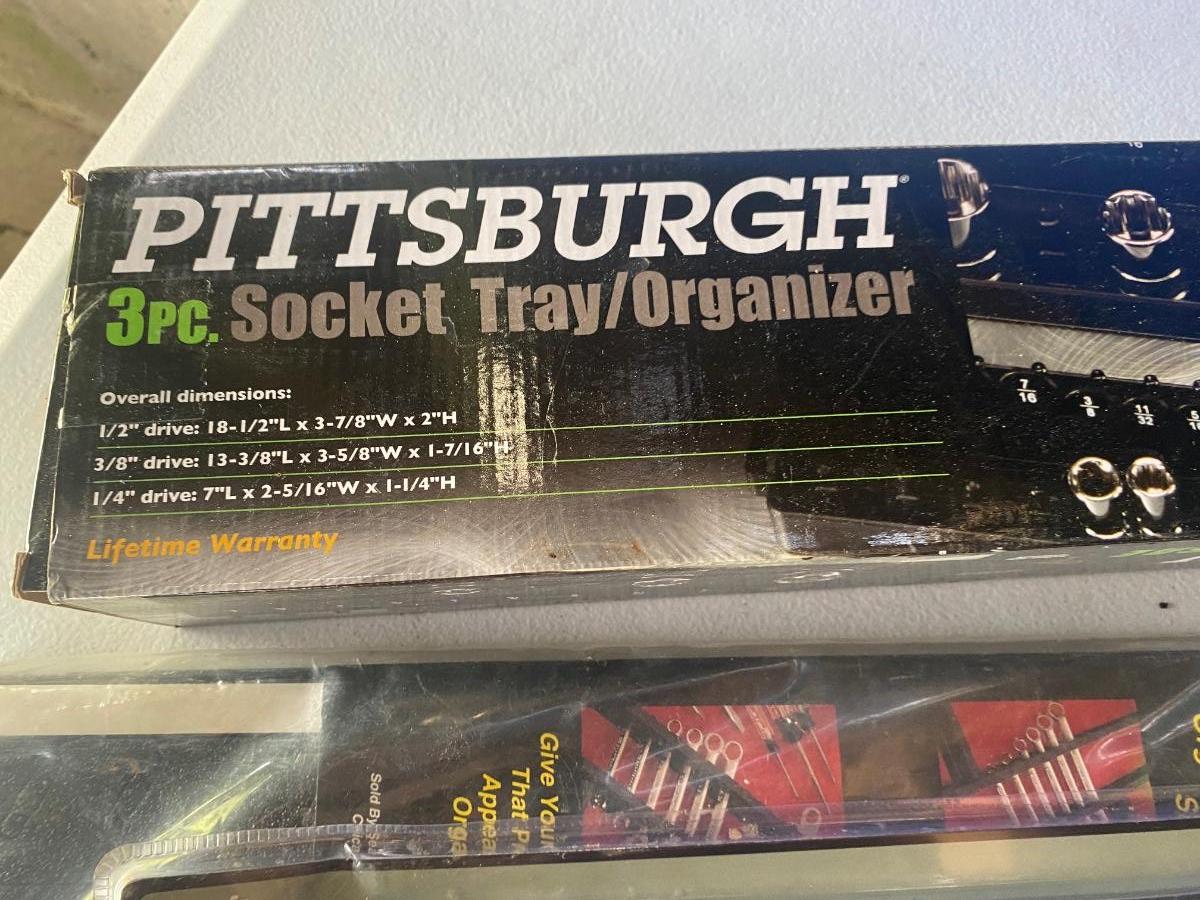 PITTSBURGH®
3PC. Socket Tray/Organizer
Overall dimensions:
1/2" drive: 18-1/2"L x 3-7/8"W x 2"H
3/8" drive: 13-3/8"L x 3-5/8"W x 1-7/16"H
1/4" drive: 7"L x 2-5/16"W x 1-1/4"H
Lifetime Warranty
7/16
3/8
11/32
Give Your
That
Appea
Orga
Sold By